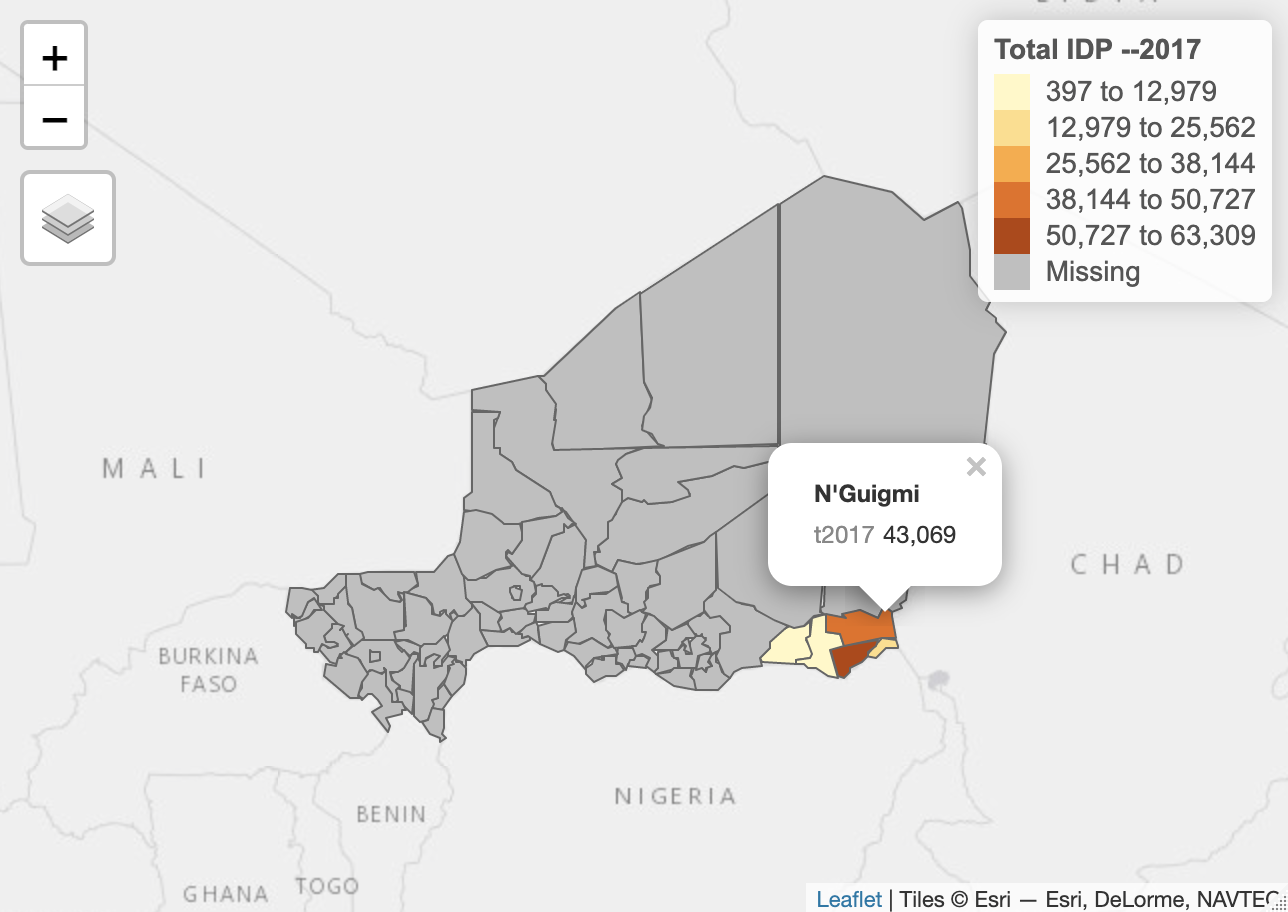 +
−
Total IDP --2017
397 to 12,979
12,979 to 25,562
25,562 to 38,144
38,144 to 50,727
50,727 to 63,309
Missing
MALI
×
N'Guigmi
t2017 43,069
CHAD
BURKINA
FASO
NIGERIA
BENIN
GHANA
TOGO
Leaflet | Tiles © Esri — Esri, DeLorme, NAVTEQ